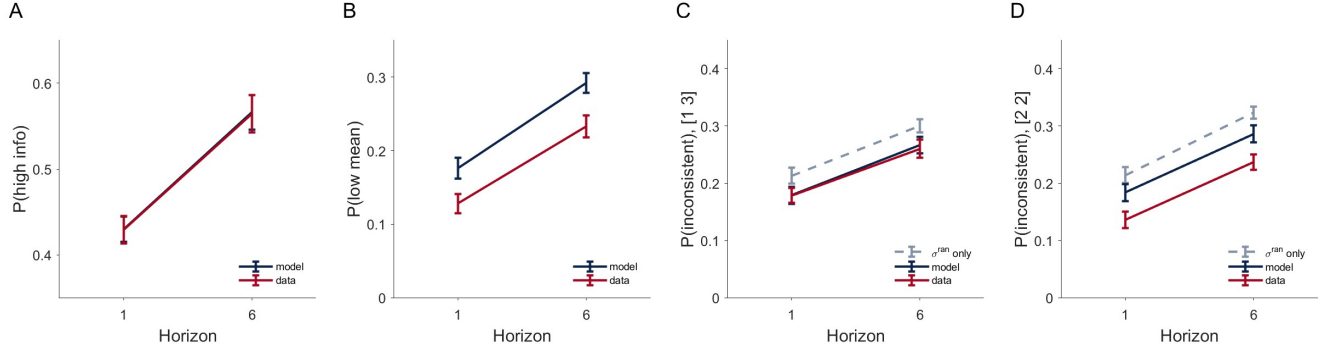 A
P(high info)
0.6
0.5
0.4
1
6
Horizon
model
data
B
P(low mean)
0.3
0.2
0.1
0
1
6
Horizon
model
data
C
P(inconsistent), [1 3]
0.4
0.3
0.2
0.1
0
1
6
Horizon
σ^ran only
model
data
D
P(inconsistent), [2 2]
0.4
0.3
0.2
0.1
0
1
6
Horizon
σ^ran only
model
data